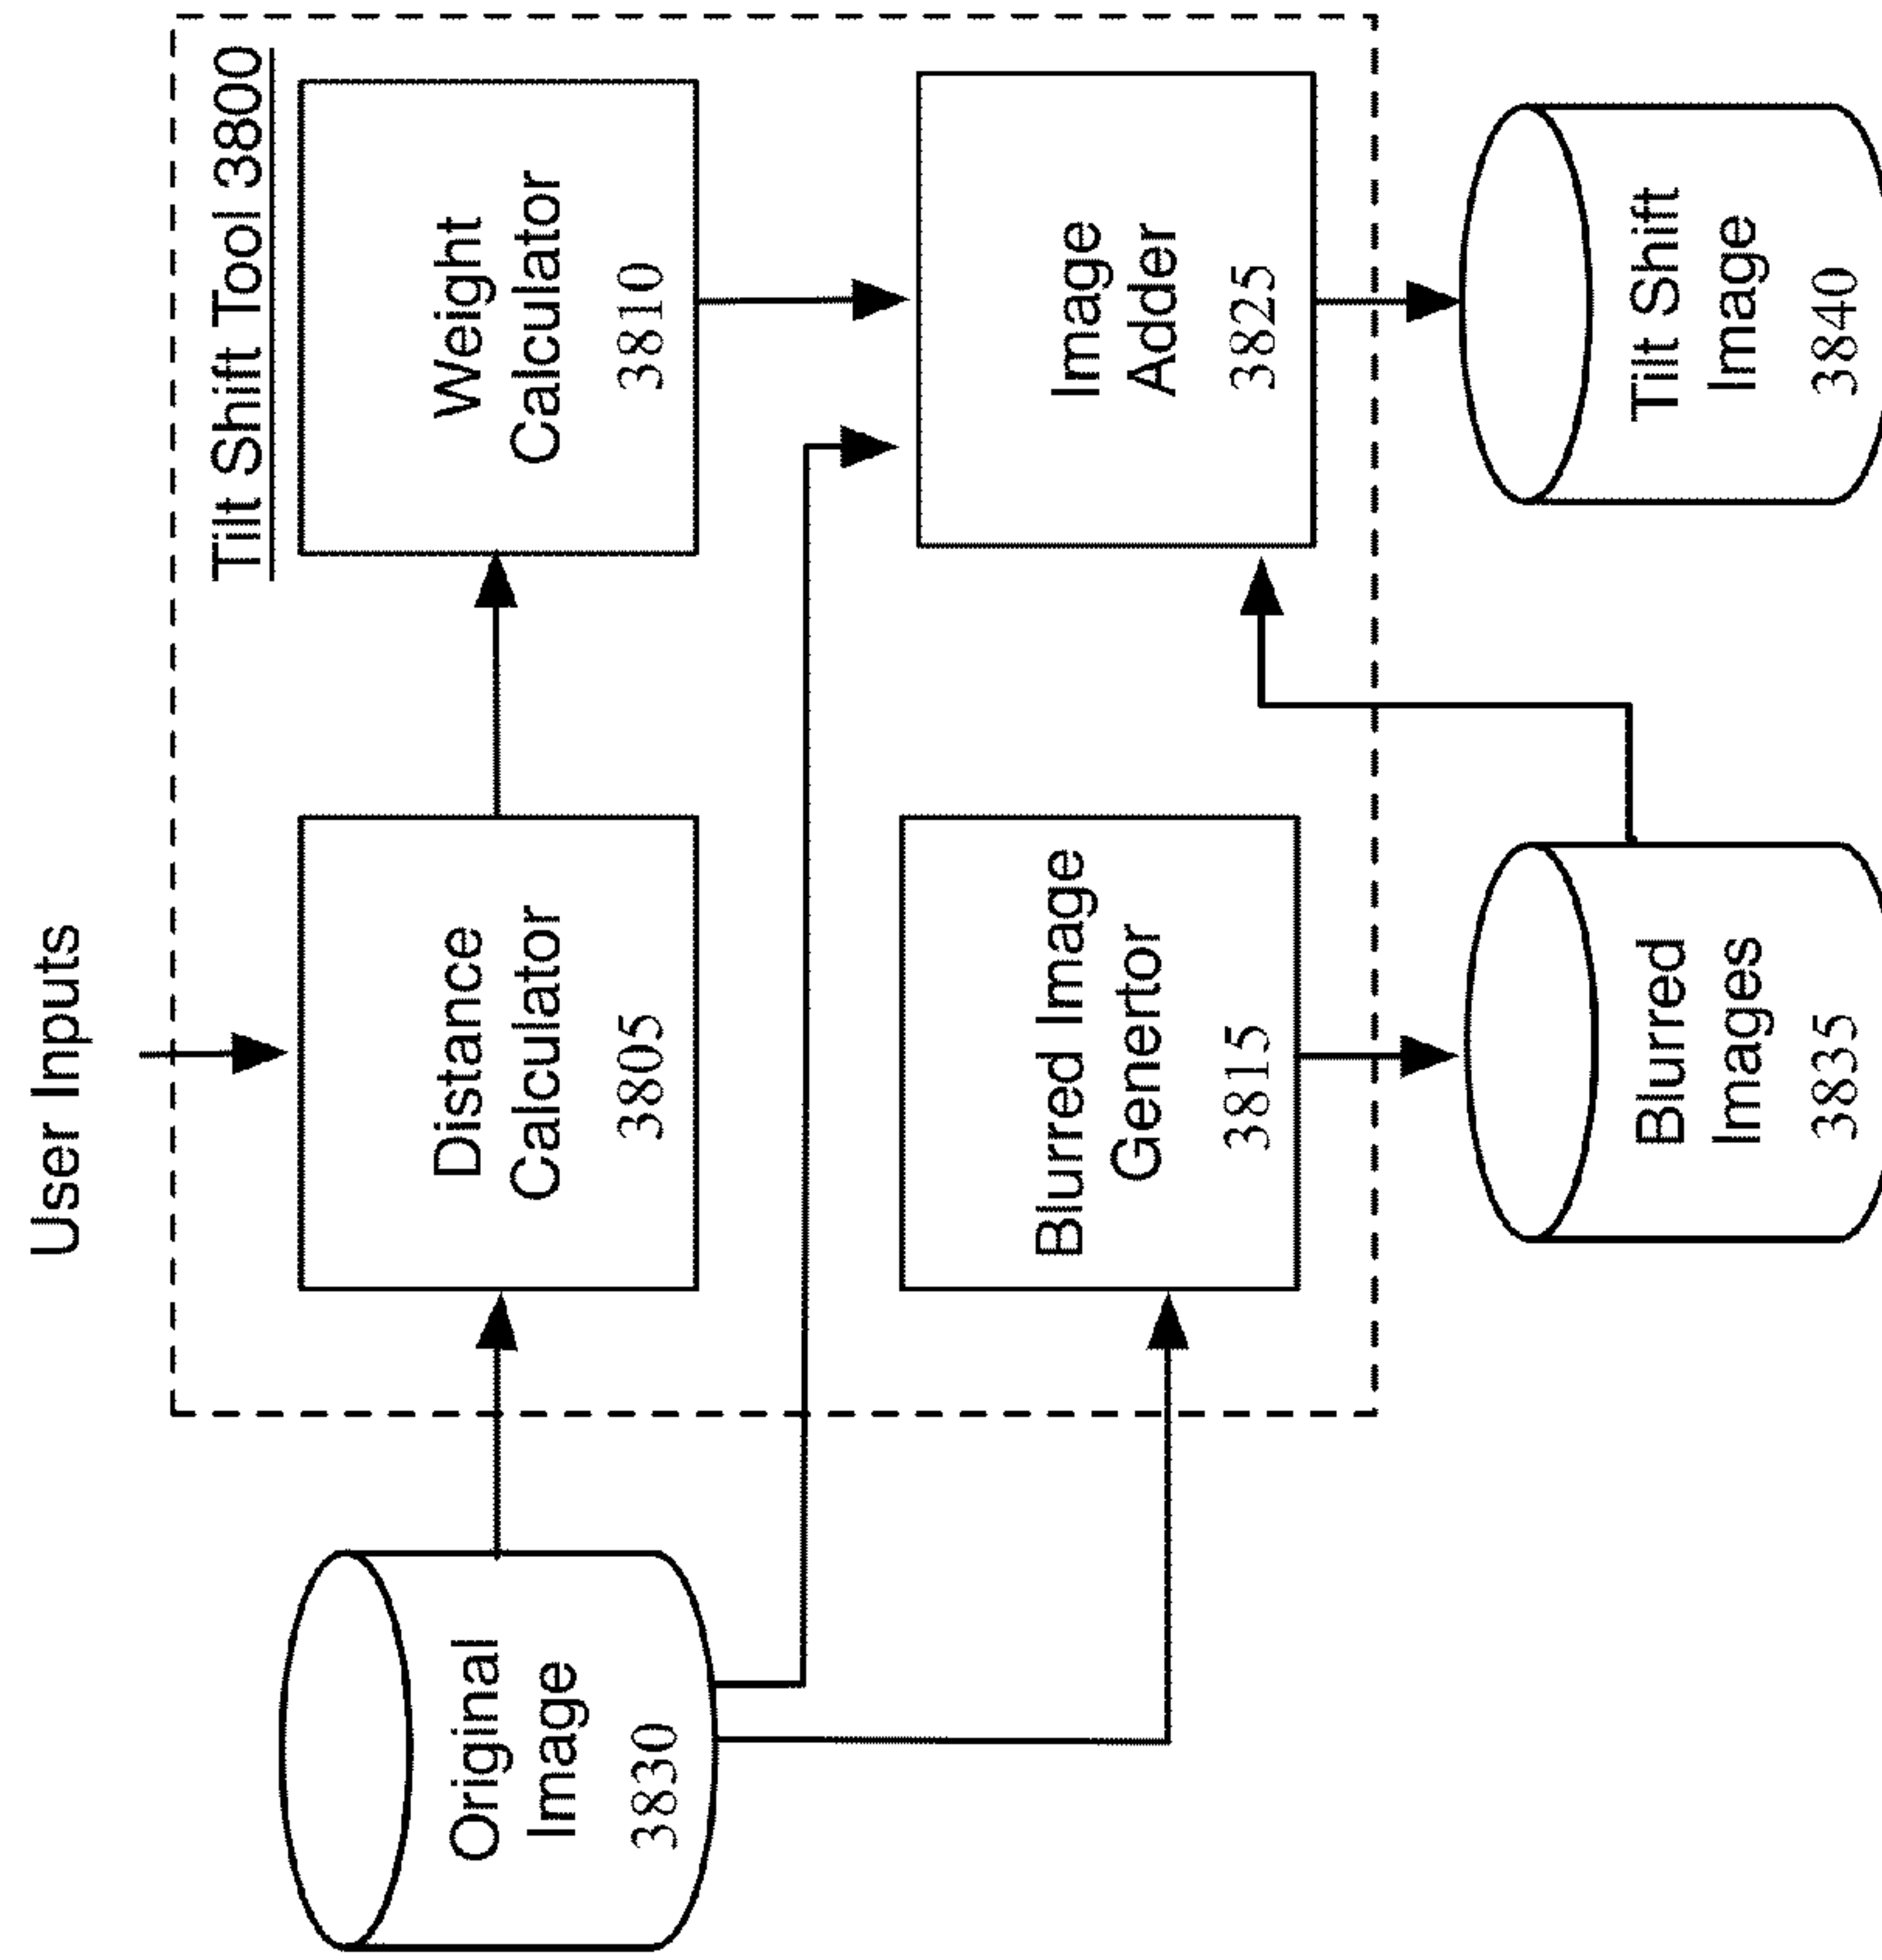 User Inputs
Tilt Shift Tool 3800
Original
Image
3830
Distance
Calculator
3805
Weight
Calculator
3810
Blurred Image
Genertor
3815
Image
Adder
3825
Blurred
Images
3835
Tilt Shift
Image
3840